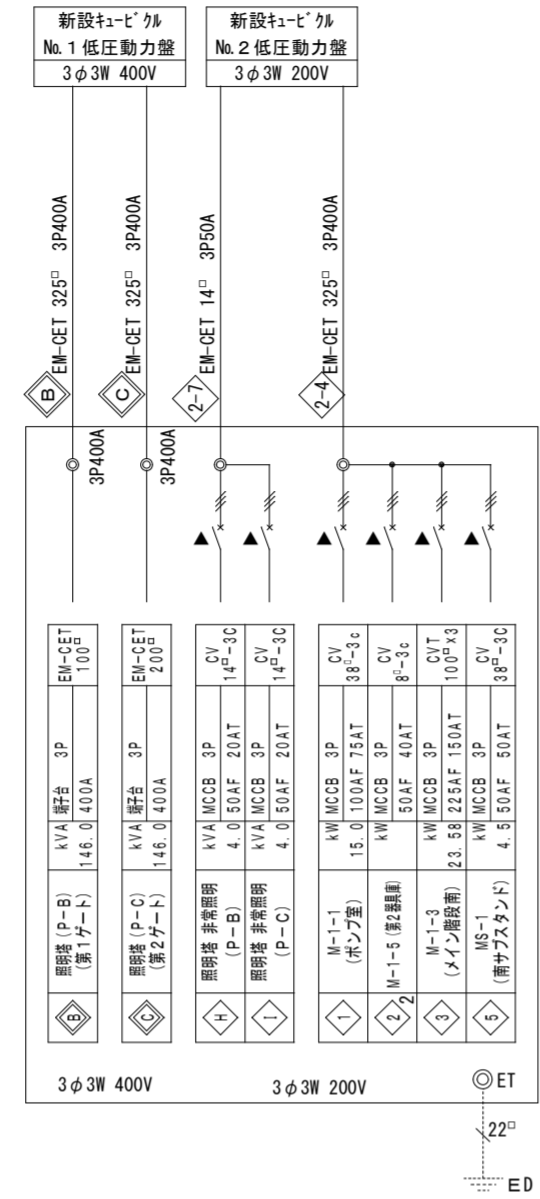 新設ｷｭｰﾋﾞｸﾙ
No.1低圧動力盤
3φ3W 400V
新設ｷｭｰﾋﾞｸﾙ
No.2低圧動力盤
3φ3W 200V
EM-CET 325□ 3P400A
EM-CET 325□ 3P400A
EM-CET 14□ 3P50A
EM-CET 325□ 3P400A
B
C
2-7
2-4
3P400A
3P400A
EM-CET
100□
端子台 3P
400A
kVA
146.0
照明塔(P-B)
(第1ゲート)
B
EM-CET
200□
端子台 3P
400A
kVA
146.0
照明塔(P-C)
(第2ゲート)
C
CV
14□-3C
MCCB 3P
50AF 20AT
kVA
4.0
照明塔 非常照明
(P-B)
H
CV
14□-3C
MCCB 3P
50AF 20AT
kVA
4.0
照明塔 非常照明
(P-C)
I
CV
38□-3c
MCCB 3P
100AF 75AT
kW
15.0
M-1-1
(ポンプ室)
1
CV
8□-3c
MCCB 3P
50AF 40AT
kW
M-1-5(第2器具庫)
2
2
CVT
100□×3
MCCB 3P
225AF 150AT
kW
23.58
M-1-3
(メイン階段南)
3
CV
38□-3C
MCCB 3P
50AF 50AT
kW
4.5
MS-1
(南サブスタンド)
5
3φ3W 400V
3φ3W 200V
ET
22□
ED